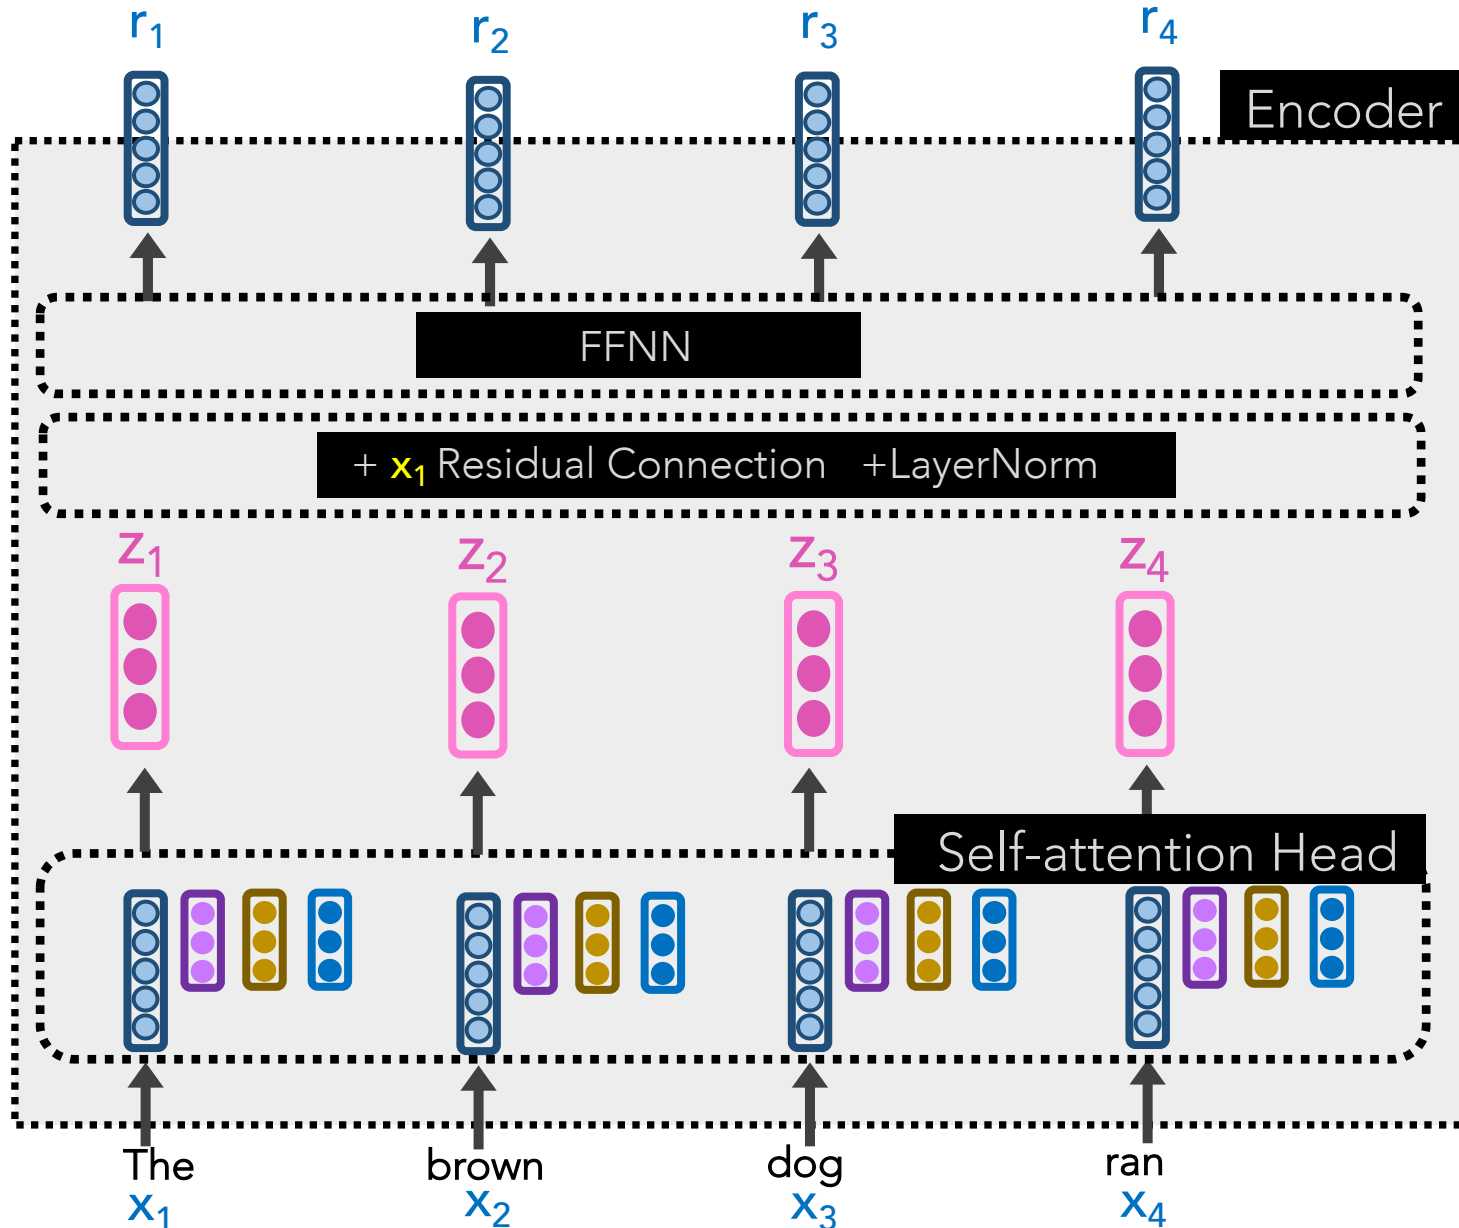 r₁ r₂ r₃ r₄
Encoder
FFNN
+ x₁ Residual Connection +LayerNorm
z₁ z₂ z₃ z₄
Self-attention Head
The brown dog ran
x₁ x₂ x₃ x₄